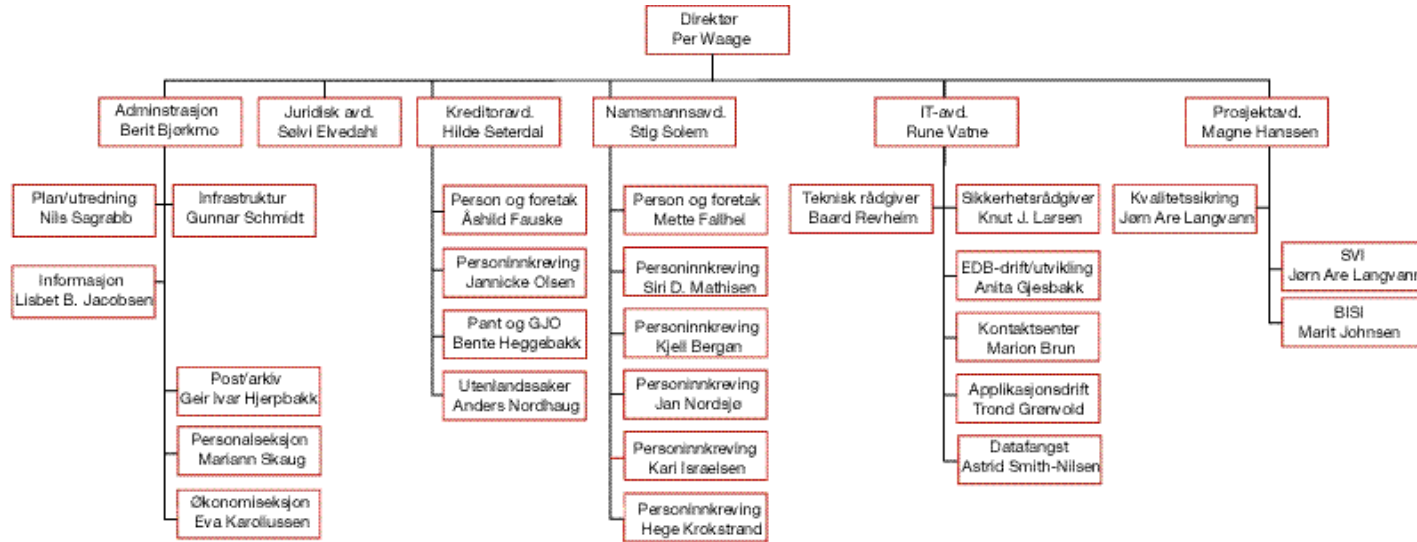 Direktør
Per Waage
Adminstrasjon
Berit Bjørkmo
Juridisk avd.
Sølvi Elvedahl
Kreditoravd.
Hilde Seterdal
Namsmannsavd.
Stig Solem
IT-avd.
Rune Vatne
Prosjektavd.
Magne Hanssen
Plan/utredning
Nils Sagrabb
Infrastruktur
Gunnar Schmidt
Informasjon
Lisbet B. Jacobsen
Post/arkiv
Geir Ivar Hjerpbakk
Personalseksjon
Mariann Skaug
Økonomiseksjon
Eva Karoliussen
Person og foretak
Åshild Fauske
Personinnkreving
Jannicke Olsen
Pant og GJO
Bente Heggebakk
Utenlandssaker
Anders Nordhaug
Person og foretak
Mette Fallhei
Personinnkreving
Siri D. Mathisen
Personinnkreving
Kjell Bergan
Personinnkreving
Jan Nordsjø
Personinnkreving
Kari Israelsen
Personinnkreving
Hege Krokstrand
Teknisk rådgiver
Baard Revheim
Sikkerhetsrådgiver
Knut J. Larsen
EDB-drift/utvikling
Anita Gjesbakk
Kontaktsenter
Marion Brun
Applikasjonsdrift
Trond Grønvold
Datafangst
Astrid Smith-Nilsen
Kvalitetssikring
Jørn Are Langvann
SVI
Jørn Are Langvann
BISI
Marit Johnsen